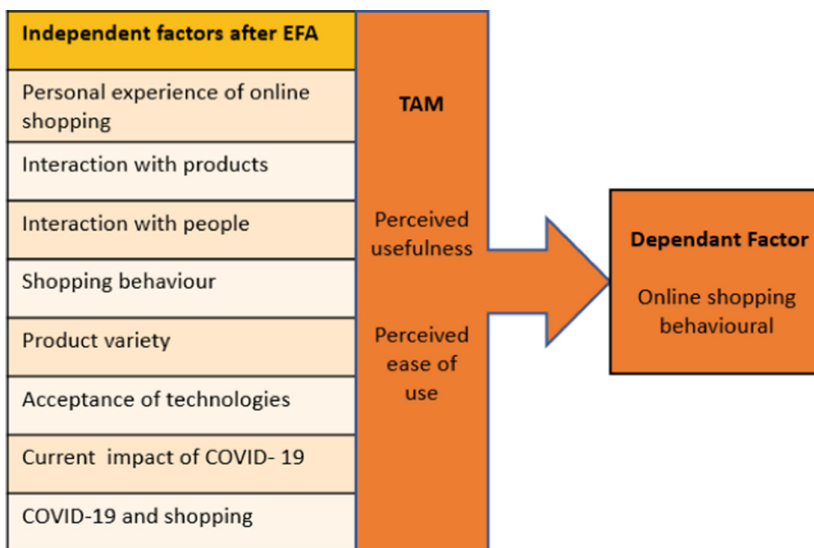 Independent factors after EFA
Personal experience of online
shopping
Interaction with products
Interaction with people
Shopping behaviour
Product variety
Acceptance of technologies
Current impact of COVID- 19
COVID-19 and shopping
TAM
Perceived
usefulness
Perceived
ease of
use
Dependant Factor
Online shopping
behavioural